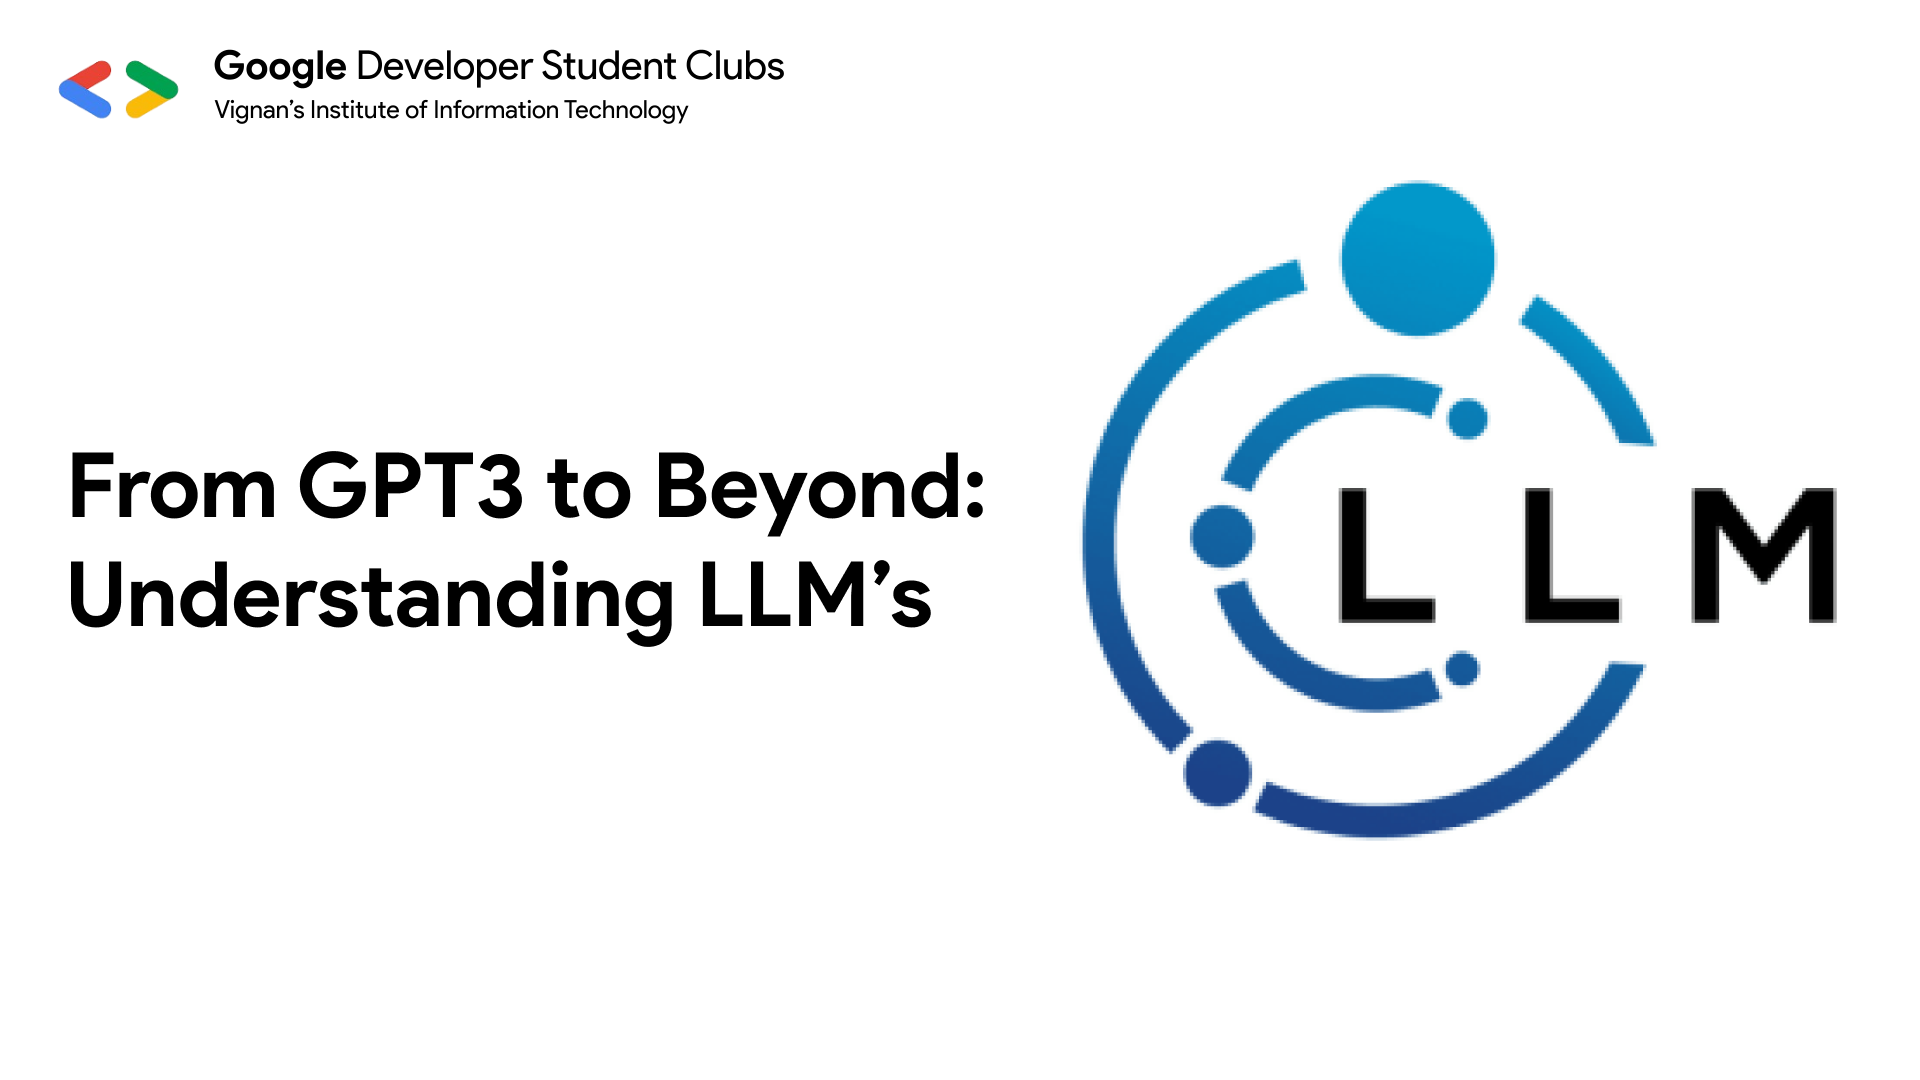 Google Developer Student Clubs
Vignan’s Institute of Information Technology
From GPT3 to Beyond:
Understanding LLM’s
LLM